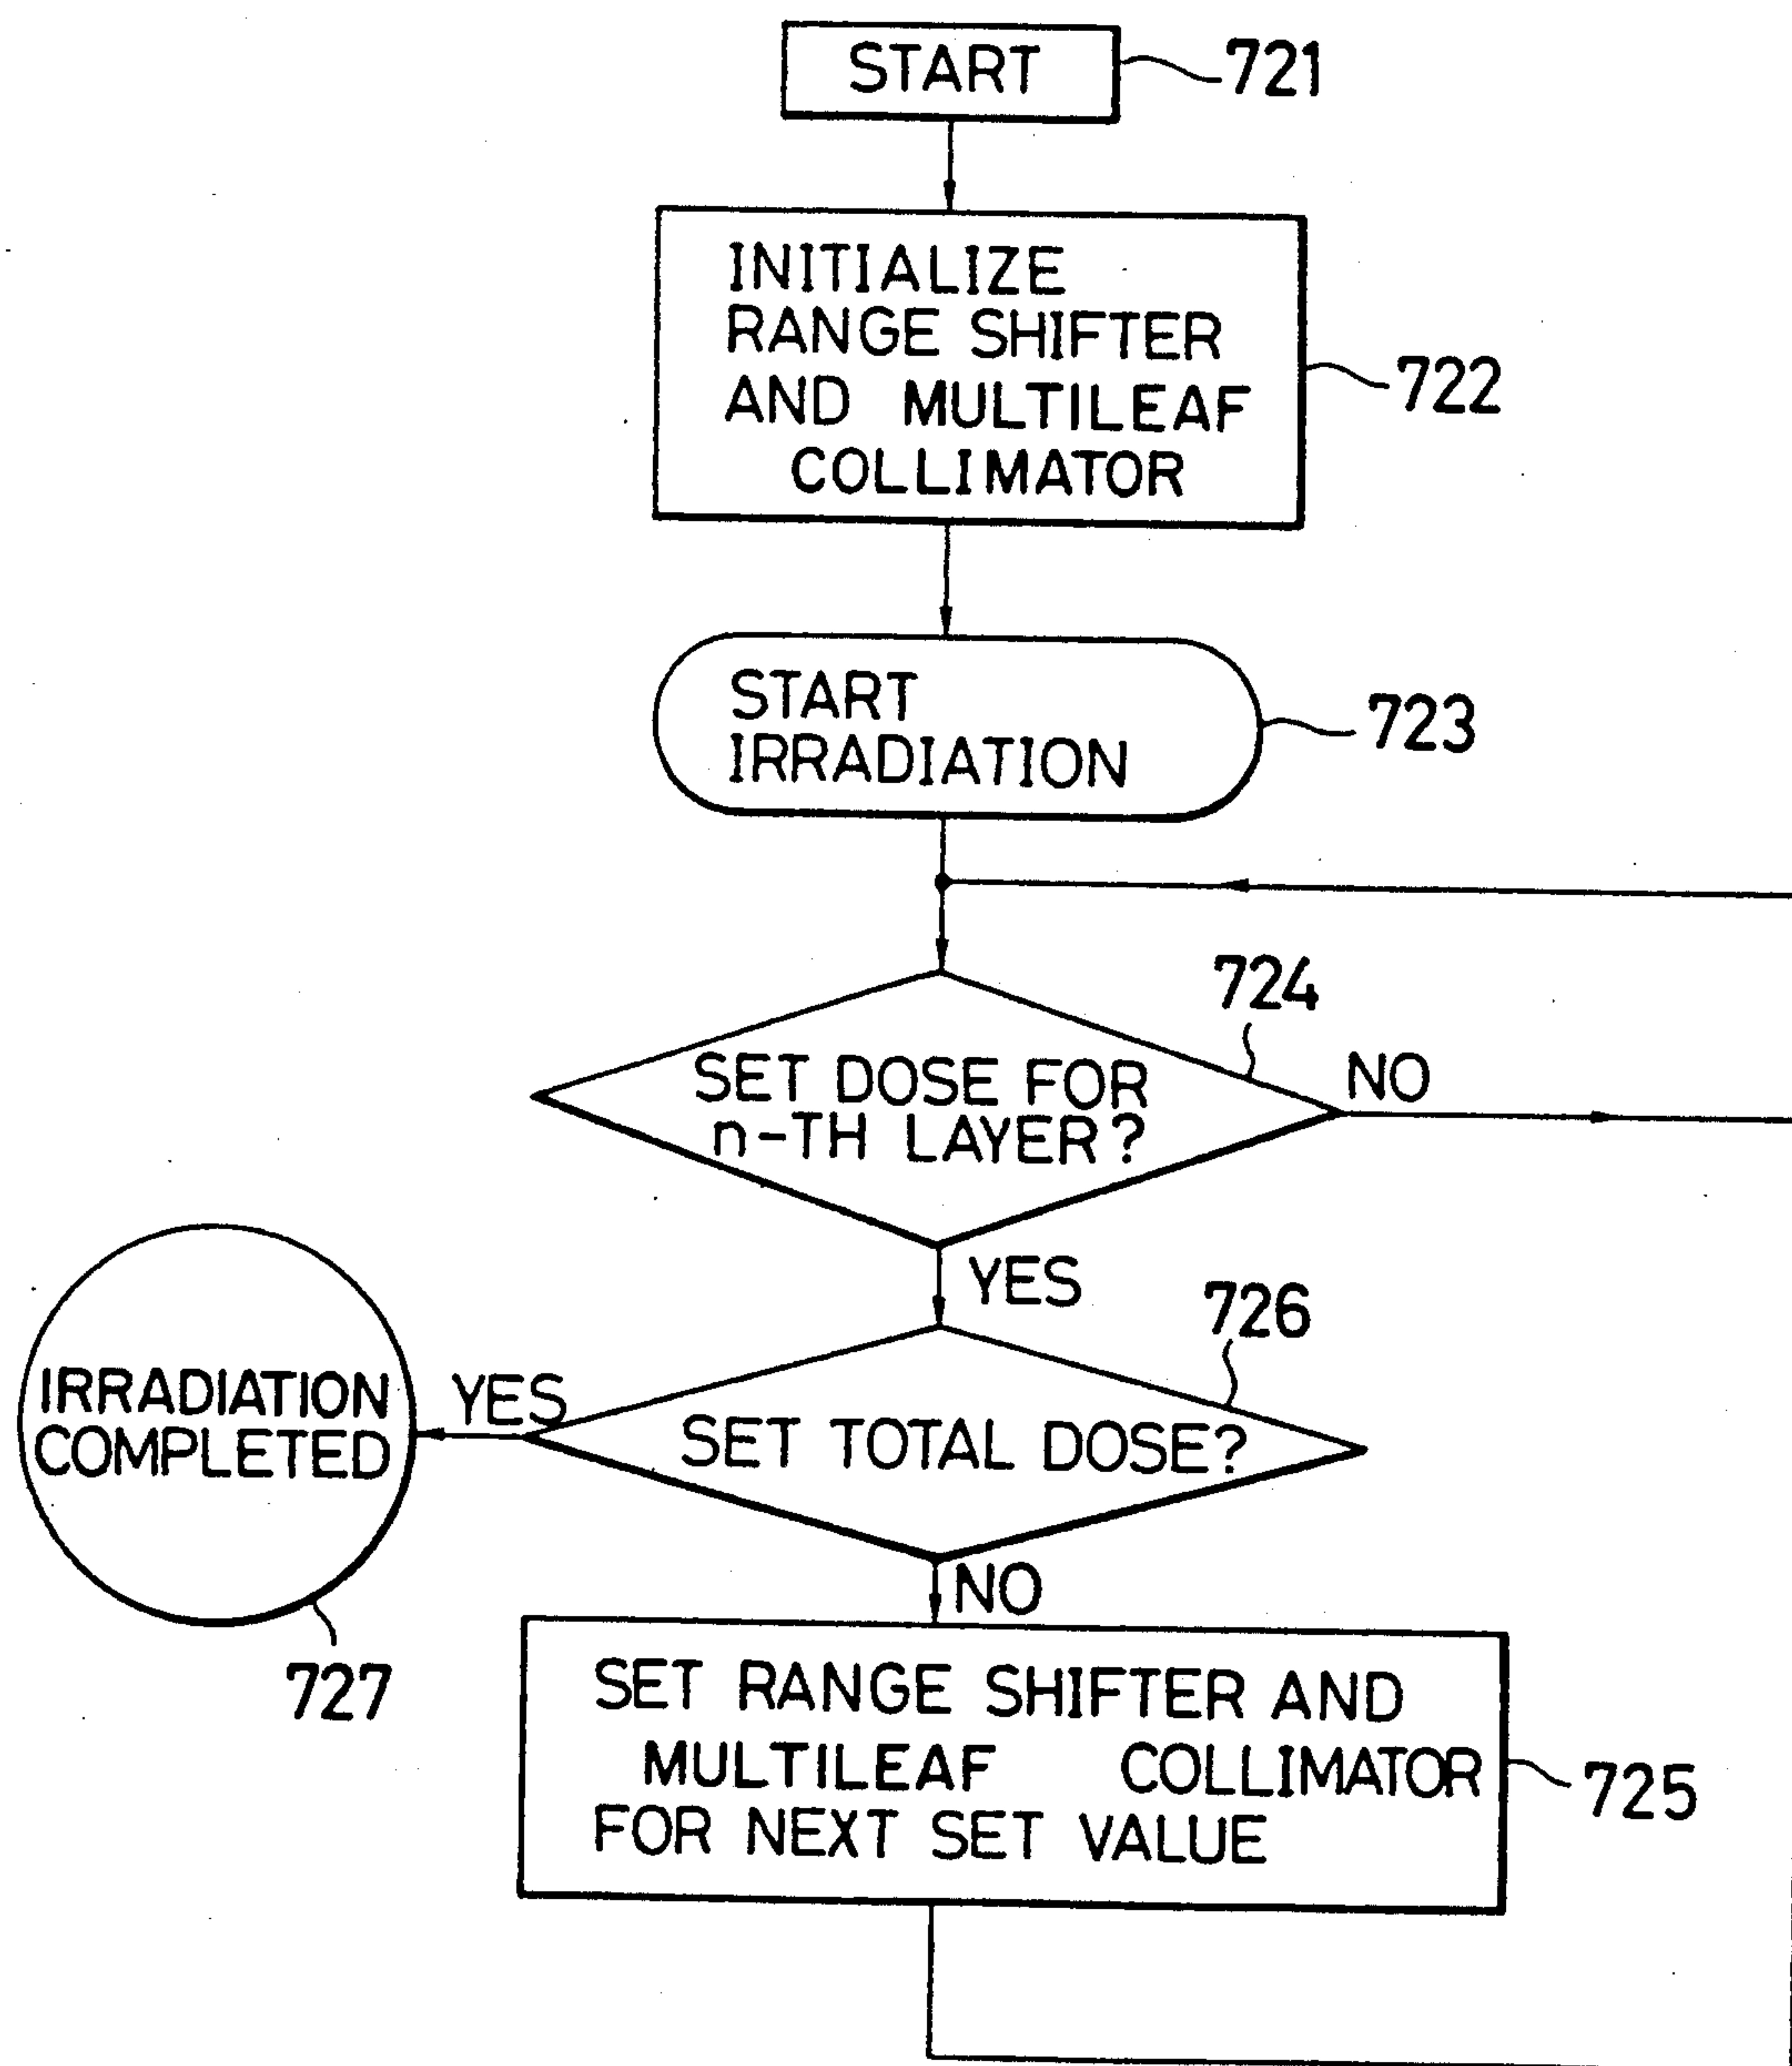 START
721
INITIALIZE
RANGE SHIFTER
AND MULTILEAF
COLLIMATOR
722
START
IRRADIATION
723
724
SET DOSE FOR
n-TH LAYER?
NO
YES
726
IRRADIATION
COMPLETED
YES
SET TOTAL DOSE?
727
NO
SET RANGE SHIFTER AND
MULTILEAF COLLIMATOR
FOR NEXT SET VALUE
725